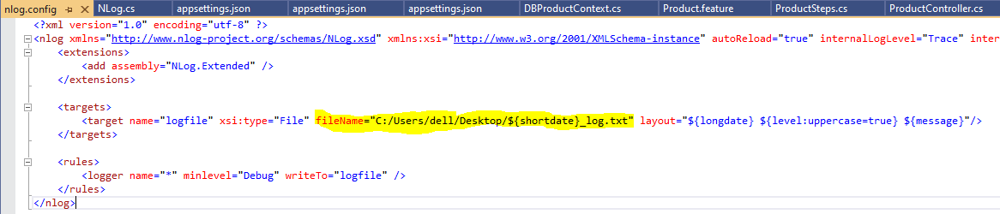 nlog.config NLog.cs appsettings.json appsettings.json appsettings.json DBProductContext.cs Product.feature ProductSteps.cs ProductController.cs
<?xml version="1.0" encoding="utf-8" ?>
<nlog xmlns="http://www.nlog-project.org/schemas/NLog.xsd" xmlns:xsi="http://www.w3.org/2001/XMLSchema-instance" autoReload="true" internalLogLevel="Trace" inter
<extensions>
<add assembly="NLog.Extended" />
</extensions>
<targets>
<target name="logfile" xsi:type="File" fileName="C:/Users/dell/Desktop/${shortdate}_log.txt" layout="${longdate} ${level:uppercase=true} ${message}"/>
</targets>
<rules>
<logger name="*" minlevel="Debug" writeTo="logfile" />
</rules>
</nlog>